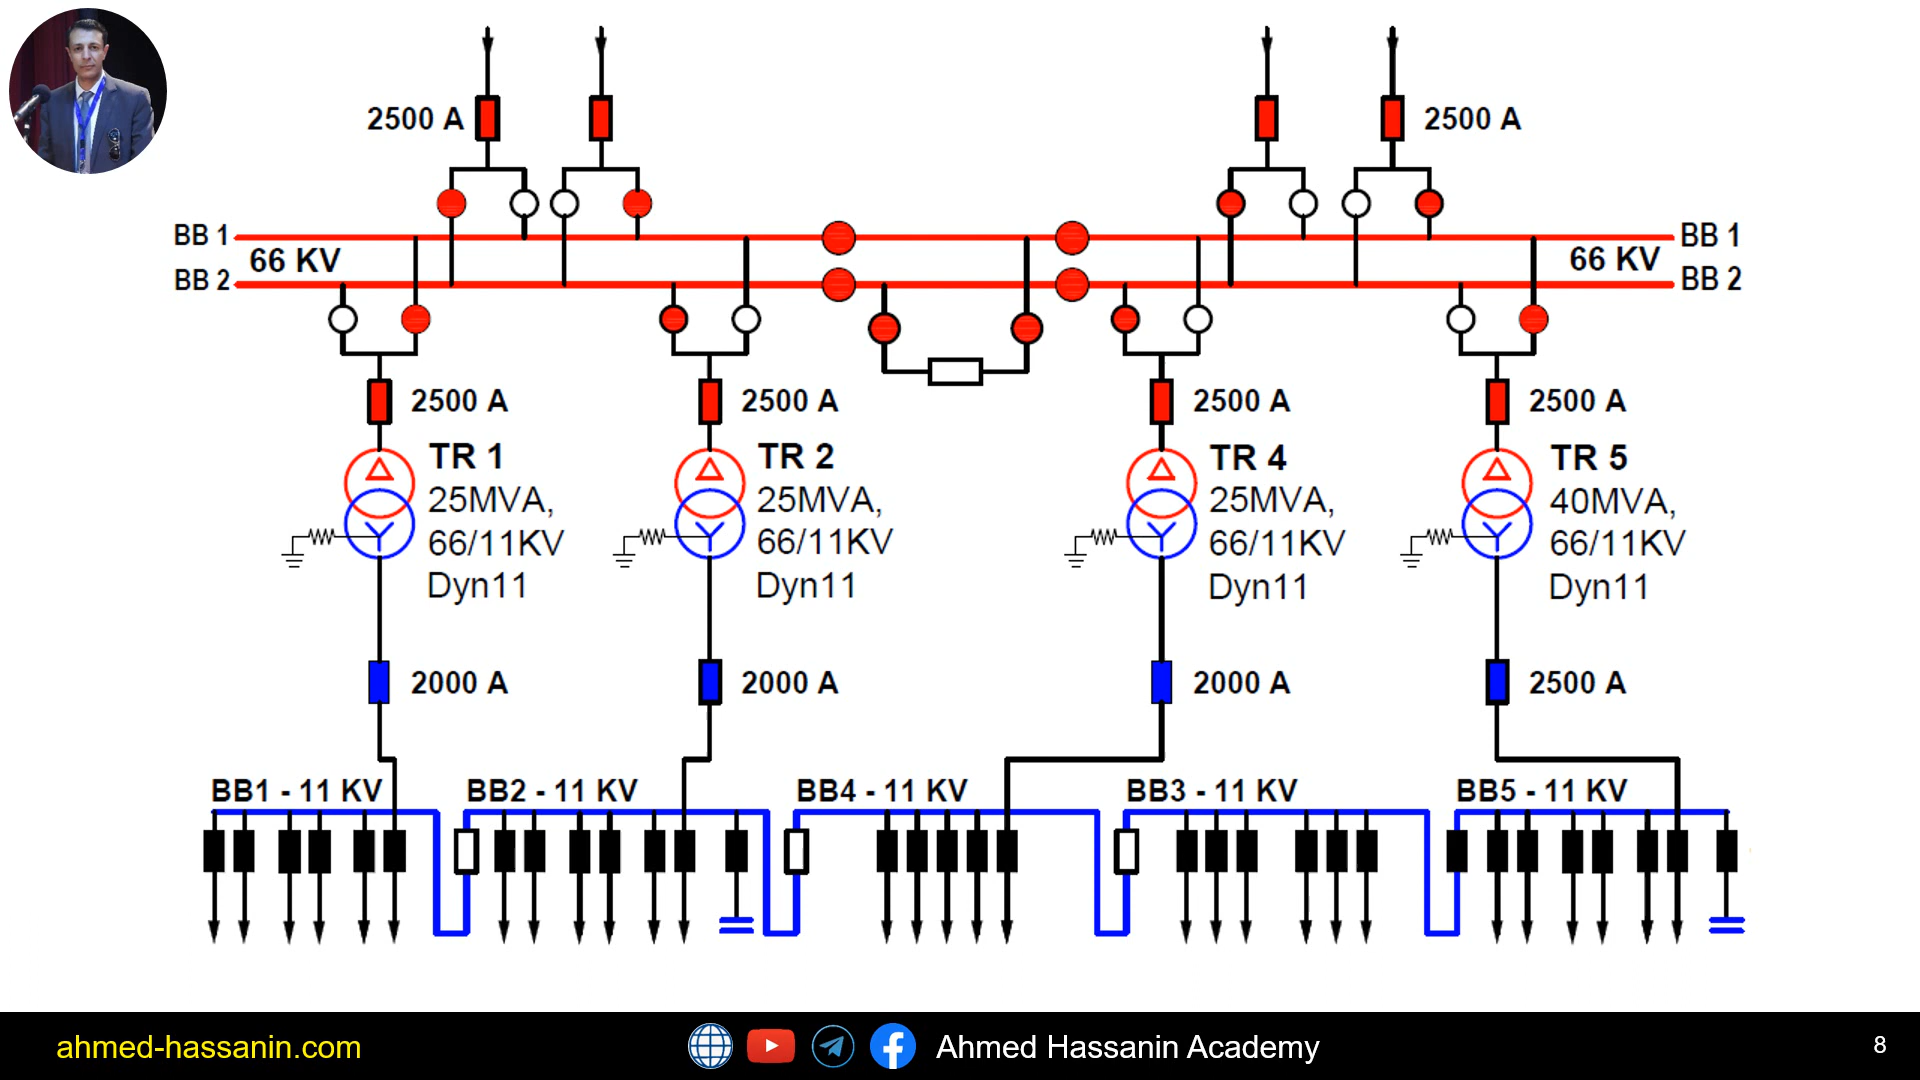 2500 A
2500 A
BB 1
BB 1
66 KV
66 KV
BB 2
BB 2
2500 A
2500 A
2500 A
2500 A
TR 1
25MVA,
66/11KV
Dyn11
TR 2
25MVA,
66/11KV
Dyn11
TR 4
25MVA,
66/11KV
Dyn11
TR 5
40MVA,
66/11KV
Dyn11
2000 A
2000 A
2000 A
2500 A
BB1 - 11 KV
BB2 - 11 KV
BB4 - 11 KV
BB3 - 11 KV
BB5 - 11 KV
ahmed-hassanin.com
Ahmed Hassanin Academy
8